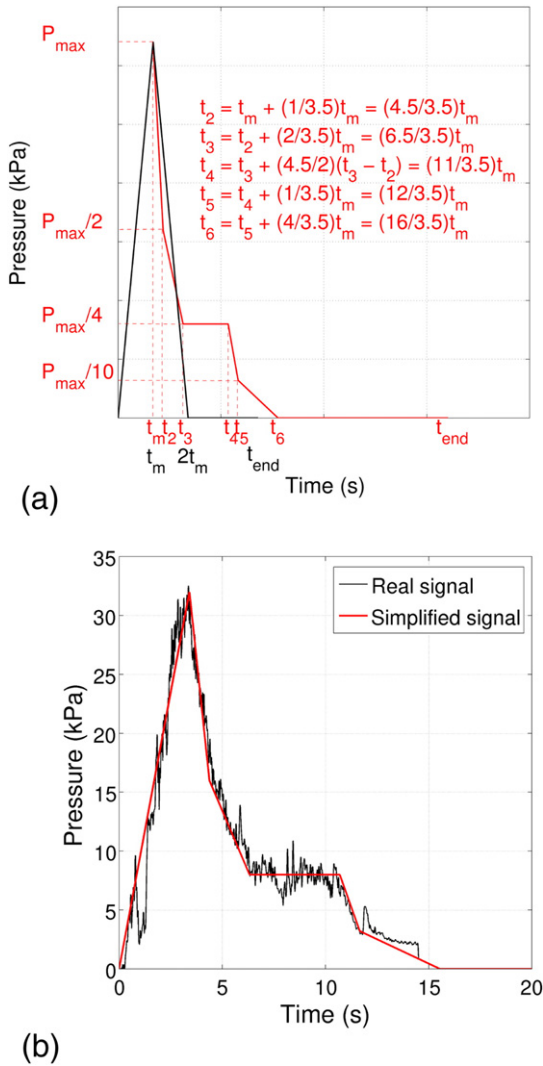 P_max
t_2 = t_m + (1/3.5)t_m = (4.5/3.5)t_m
t_3 = t_2 + (2/3.5)t_m = (6.5/3.5)t_m
t_4 = t_3 + (4.5/2)(t_3 − t_2) = (11/3.5)t_m
t_5 = t_4 + (1/3.5)t_m = (12/3.5)t_m
t_6 = t_5 + (4/3.5)t_m = (16/3.5)t_m
Pressure (kPa)
P_max/2
P_max/4
P_max/10
t_m t_2 t_3 t_4 t_5 t_6 t_end
t_m 2t_m t_end
Time (s)
(a)
35
Real signal
Simplified signal
30
25
20
Pressure (kPa)
15
10
5
0
0 5 10 15 20
Time (s)
(b)